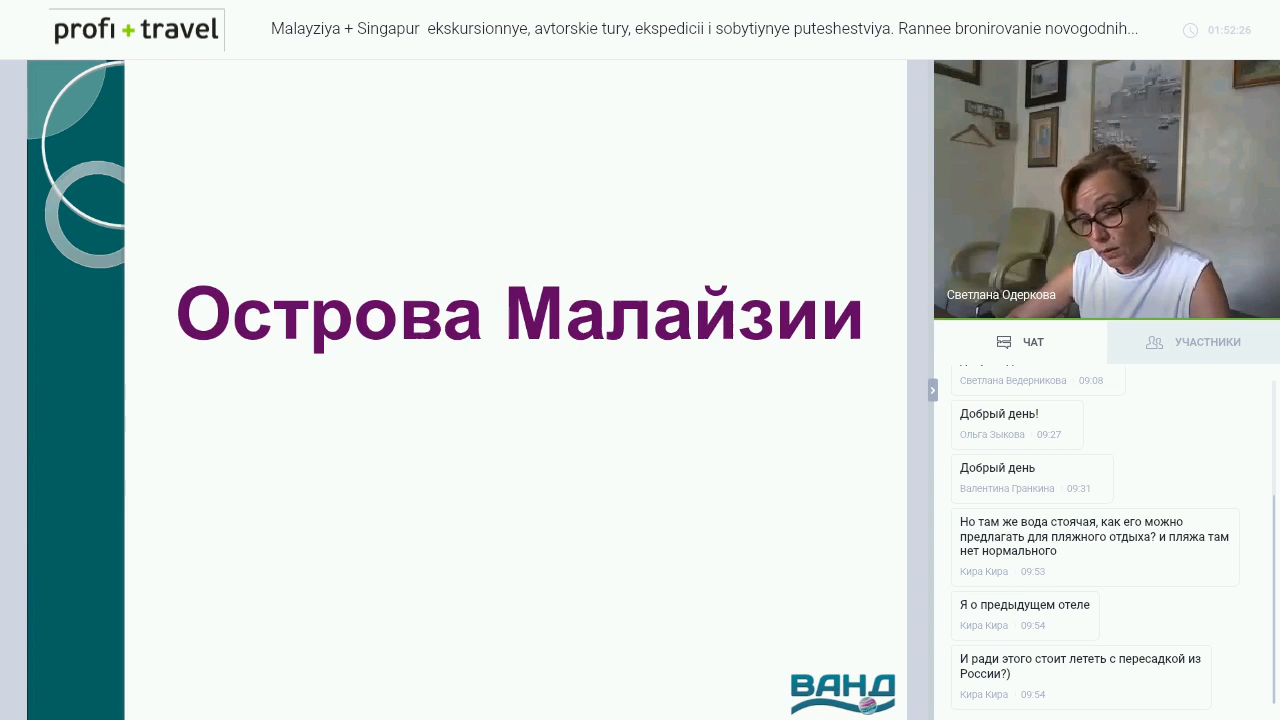 profi + travel
Malayziya + Singapur ekskursionnye, avtorskie tury, ekspedicii i sobytiynye puteshestviya. Rannee bronirovanie novogodnih...
01:52:26
Острова Малайзии
ВАНД
Светлана Одеркова
ЧАТ
УЧАСТНИКИ
Светлана Ведерникова 09:08
Добрый день!
Ольга Зыкова 09:27
Добрый день
Валентина Гранкина 09:31
Но там же вода стоячая, как его можно
предлагать для пляжного отдыха? и пляжа там
нет нормального
Кира Кира 09:53
Я о предыдущем отеле
Кира Кира 09:54
И ради этого стоит лететь с пересадкой из
России?)
Кира Кира 09:54